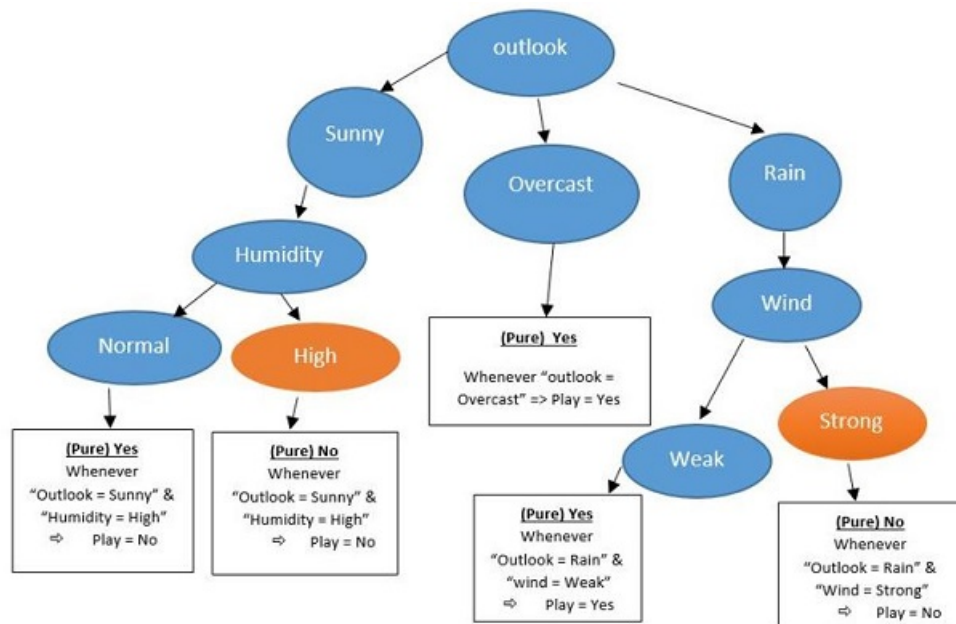 outlook
Sunny
Overcast
Rain
Humidity
Wind
Normal
High
Weak
Strong
(Pure) Yes
Whenever
“Outlook = Sunny” &
“Humidity = High”
⇨ Play = No
(Pure) No
Whenever
“Outlook = Sunny” &
“Humidity = High”
⇨ Play = No
(Pure) Yes
Whenever “outlook =
Overcast” => Play = Yes
(Pure) Yes
Whenever
“Outlook = Rain” &
“wind = Weak”
⇨ Play = Yes
(Pure) No
Whenever
“Outlook = Rain” &
“Wind = Strong”
⇨ Play = No